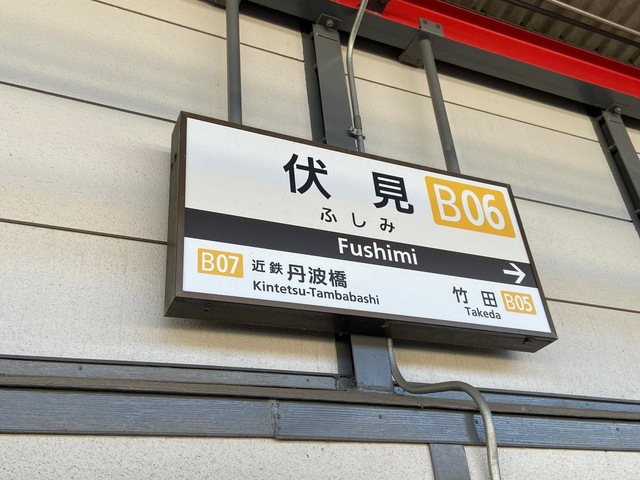 伏見 B06
ふしみ
Fushimi
B07 近鉄丹波橋
Kintetsu-Tambabashi
竹田 B05
Takeda